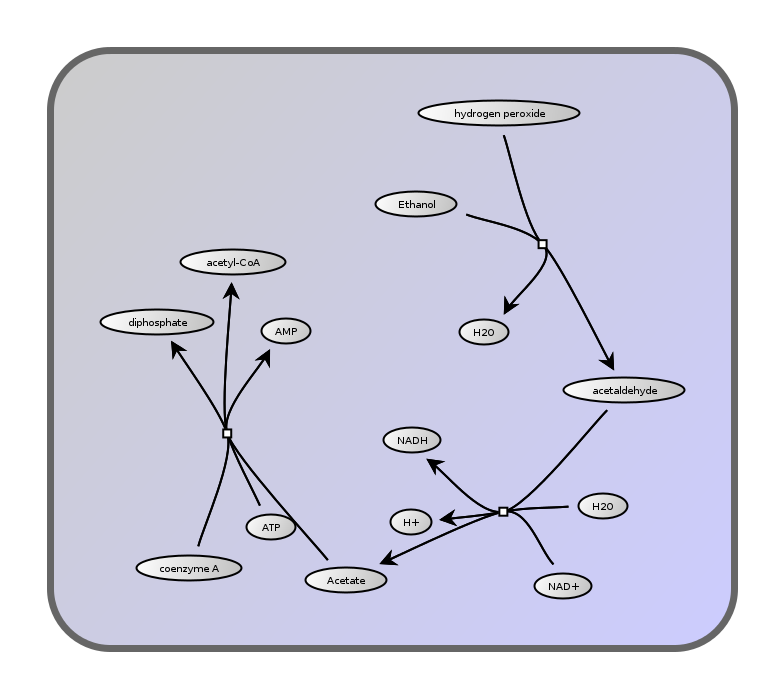 hydrogen peroxide
Ethanol
acetyl-CoA
diphosphate
AMP
H20
acetaldehyde
NADH
H20
H+
ATP
coenzyme A
Acetate
NAD+